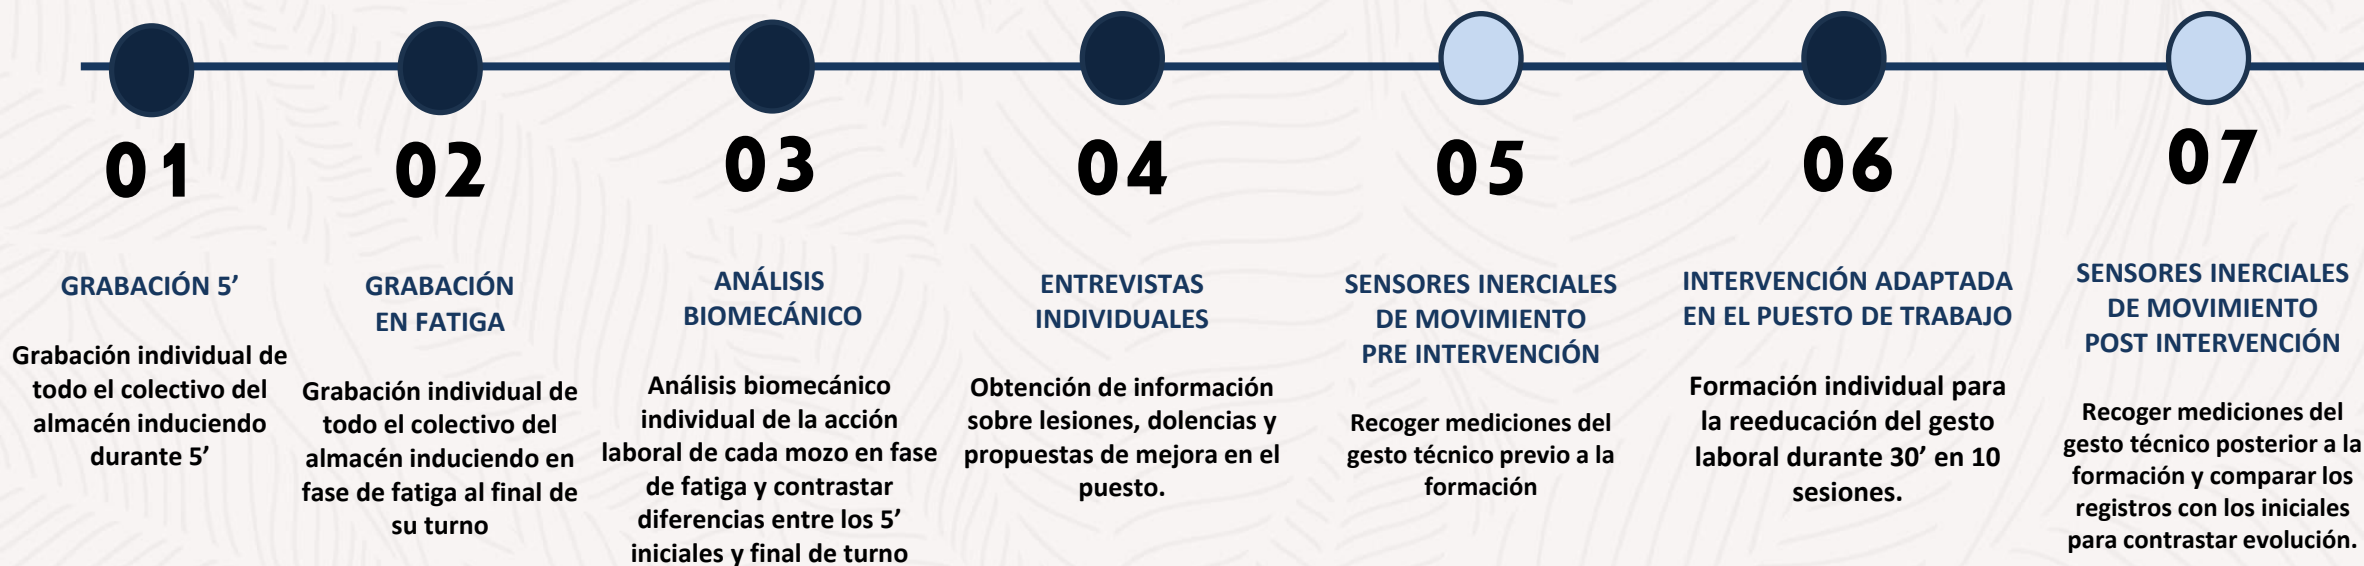 01
GRABACIÓN 5’
Grabación individual de
todo el colectivo del
almacén induciendo
durante 5’
02
GRABACIÓN
EN FATIGA
Grabación individual de
todo el colectivo del
almacén induciendo en
fase de fatiga al final de
su turno
03
ANÁLISIS
BIOMECÁNICO
Análisis biomecánico
individual de la acción
laboral de cada mozo en fase
de fatiga y contrastar
diferencias entre los 5’
iniciales y final de turno
04
ENTREVISTAS
INDIVIDUALES
Obtención de información
sobre lesiones, dolencias y
propuestas de mejora en el
puesto.
05
SENSORES INERCIALES
DE MOVIMIENTO
PRE INTERVENCIÓN
Recoger mediciones del
gesto técnico previo a la
formación
06
INTERVENCIÓN ADAPTADA
EN EL PUESTO DE TRABAJO
Formación individual para
la reeducación del gesto
laboral durante 30’ en 10
sesiones.
07
SENSORES INERCIALES
DE MOVIMIENTO
POST INTERVENCIÓN
Recoger mediciones del
gesto técnico posterior a la
formación y comparar los
registros con los iniciales
para contrastar evolución.